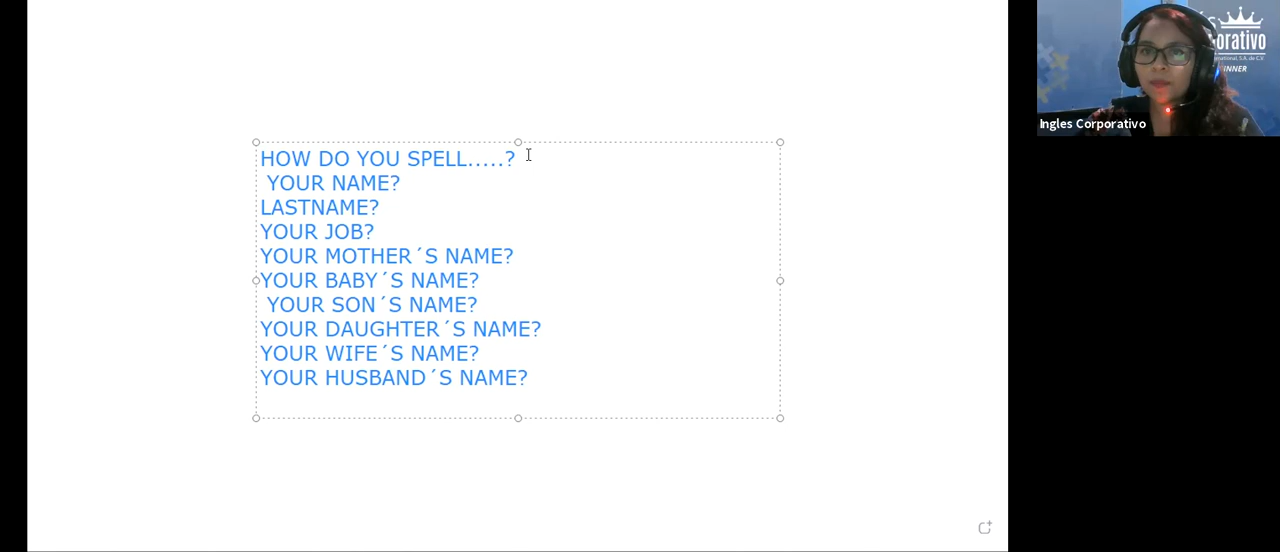 HOW DO YOU SPELL.....?
YOUR NAME?
LASTNAME?
YOUR JOB?
YOUR MOTHER´S NAME?
YOUR BABY´S NAME?
YOUR SON´S NAME?
YOUR DAUGHTER´S NAME?
YOUR WIFE´S NAME?
YOUR HUSBAND´S NAME?
Ingles Corporativo